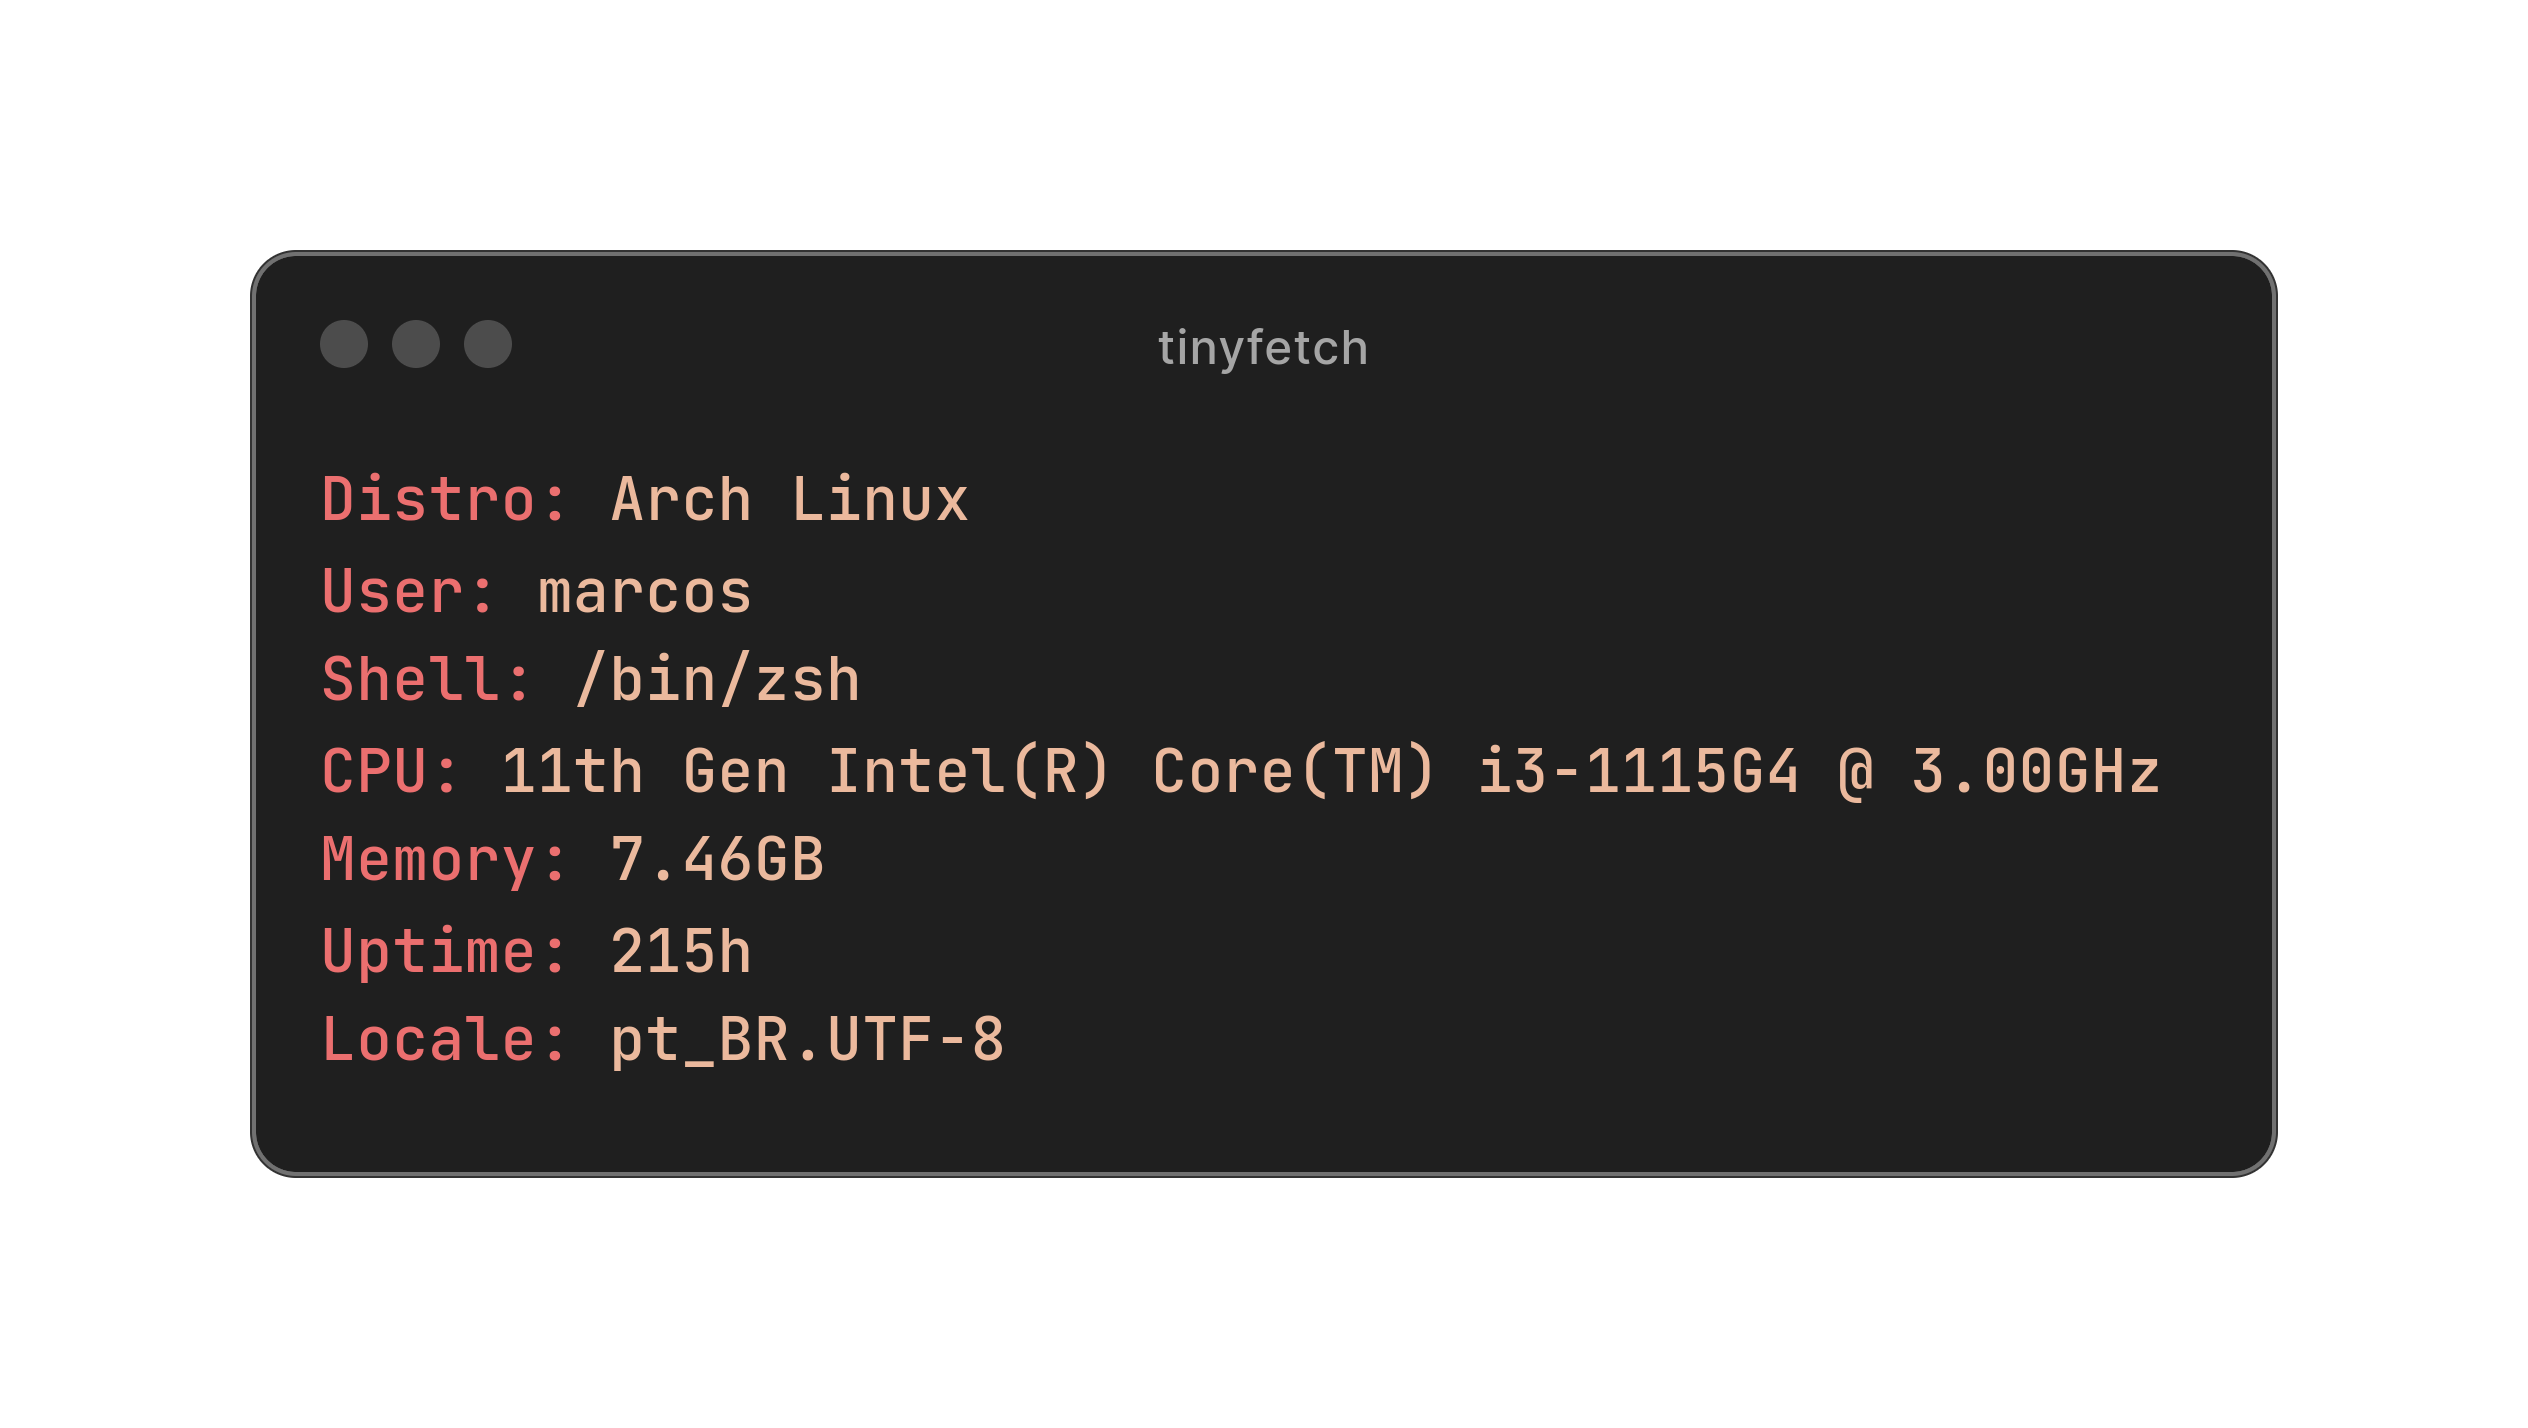 tinyfetch
Distro: Arch Linux
User: marcos
Shell: /bin/zsh
CPU: 11th Gen Intel(R) Core(TM) i3-1115G4 @ 3.00GHz
Memory: 7.46GB
Uptime: 215h
Locale: pt_BR.UTF-8